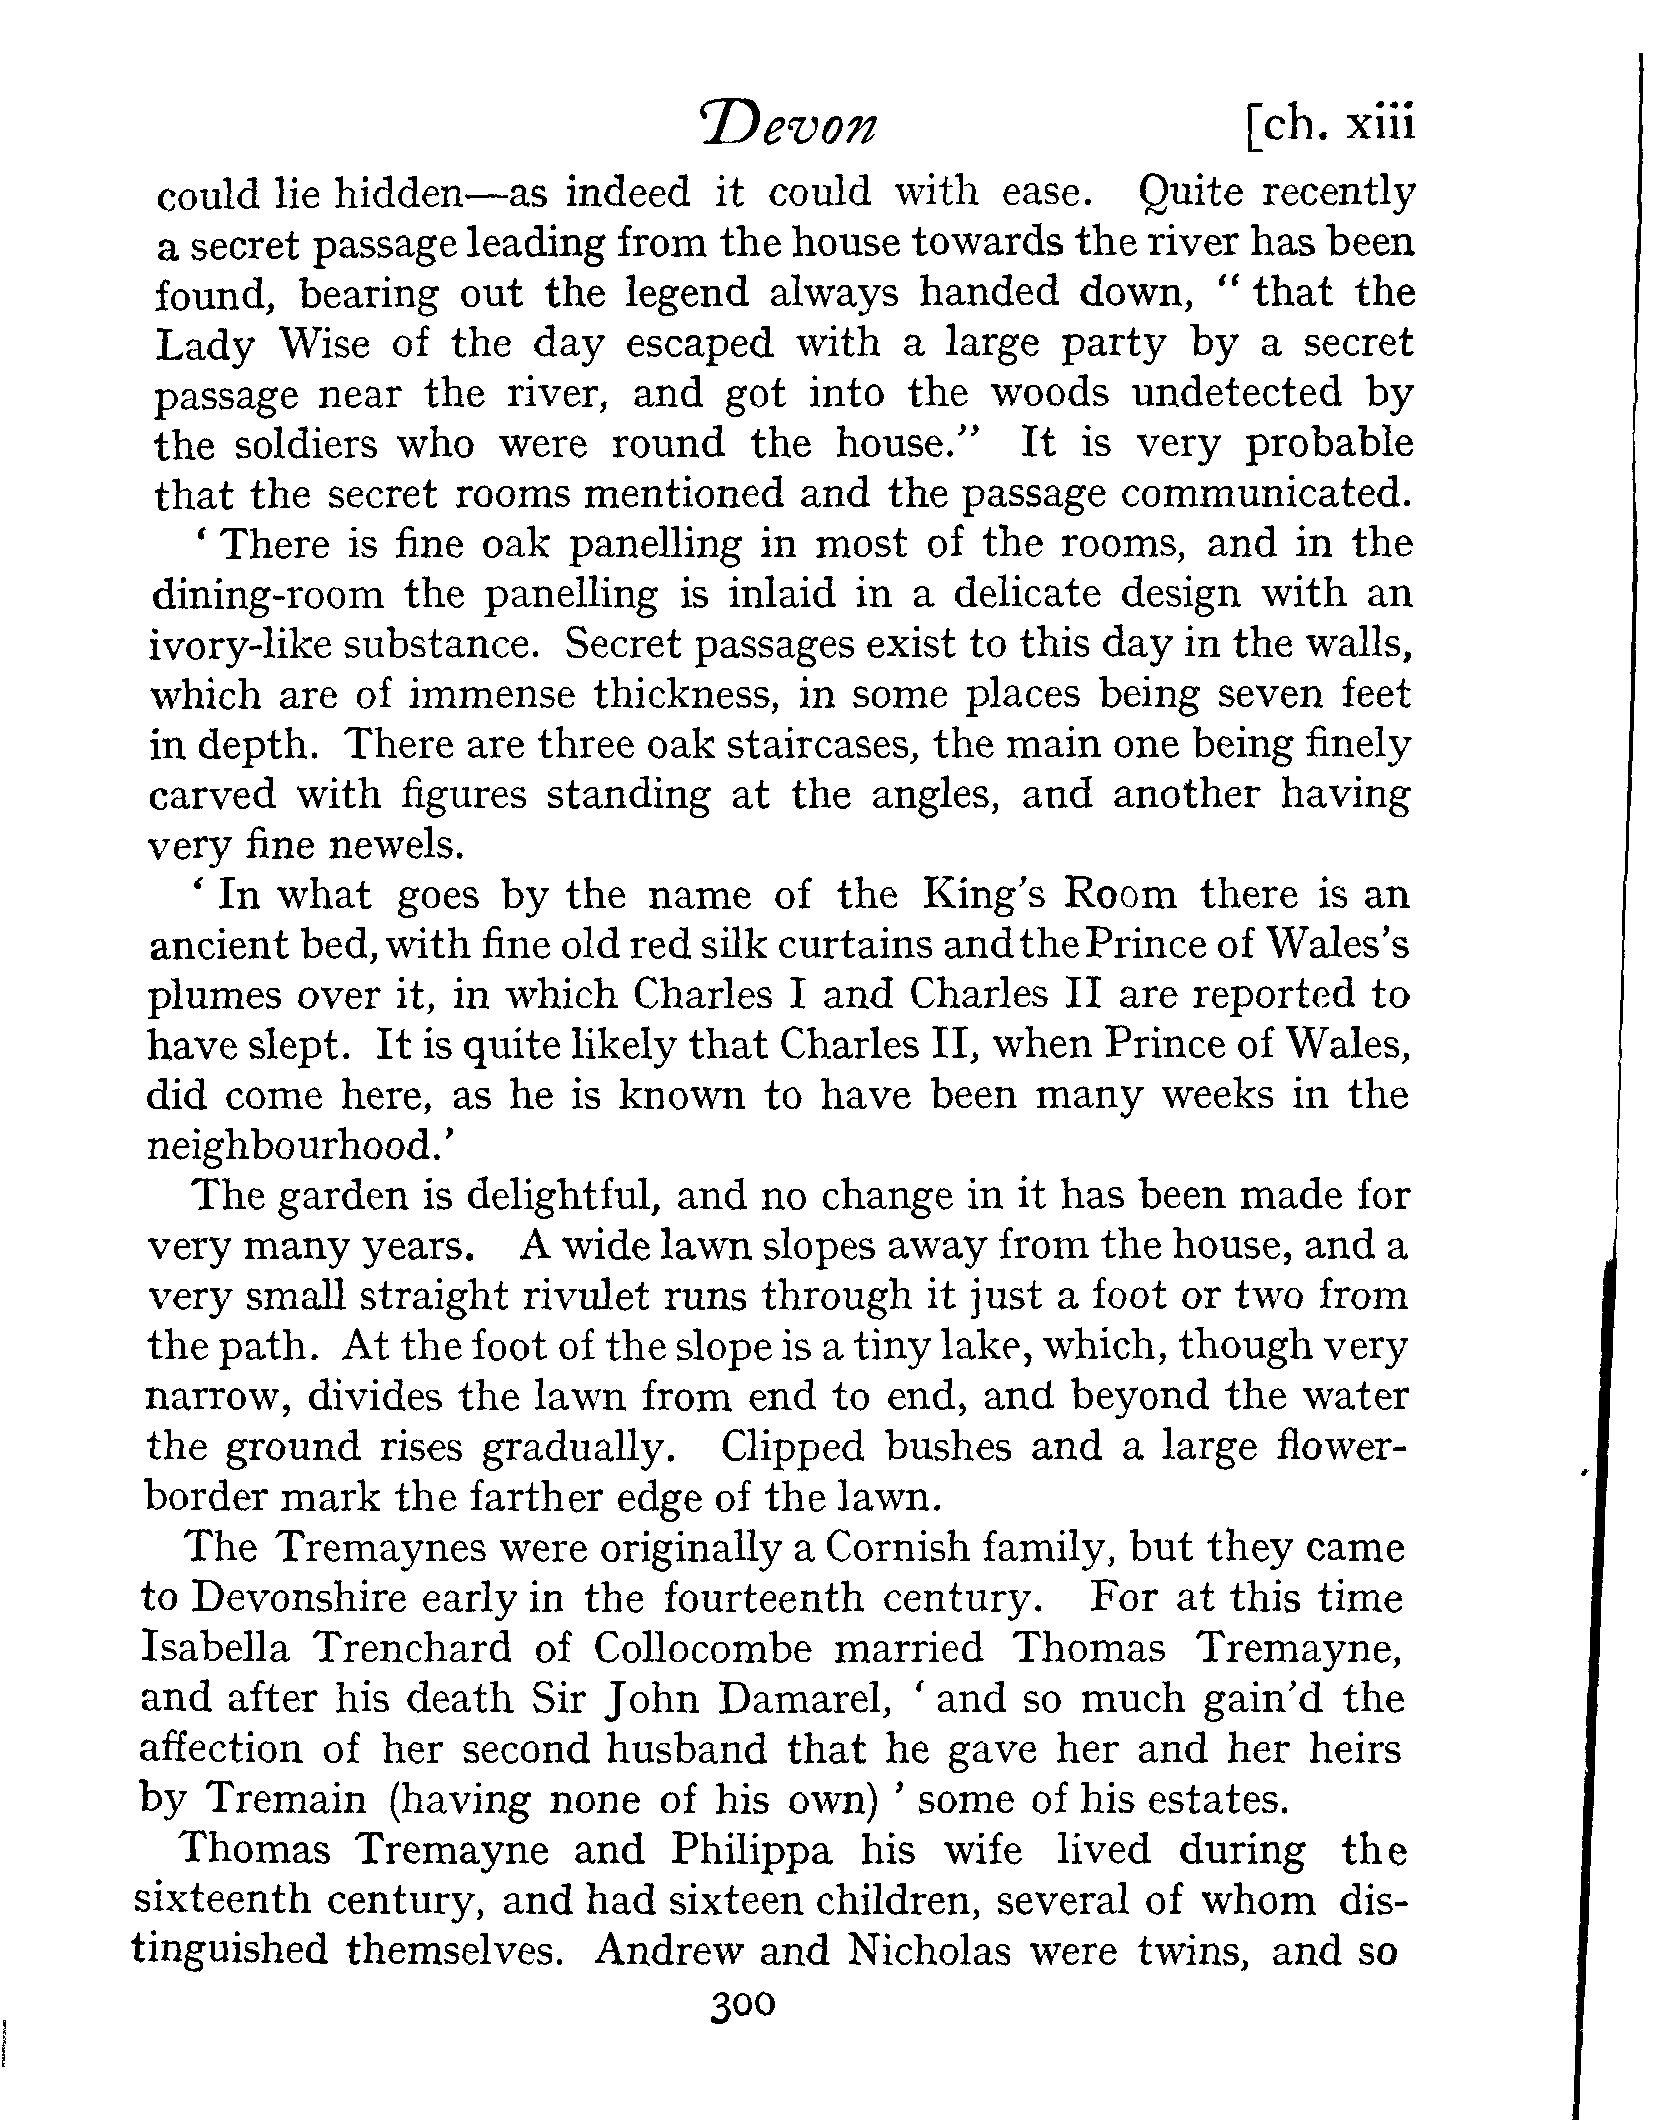 Devon [ch. xiii
could lie hidden—as indeed it could with ease. Quite recently
a secret passage leading from the house towards the river has been
found, bearing out the legend always handed down, “ that the
Lady Wise of the day escaped with a large party by a secret
passage near the river, and got into the woods undetected by
the soldiers who were round the house.” It is very probable
that the secret rooms mentioned and the passage communicated.
‘ There is fine oak panelling in most of the rooms, and in the
dining-room the panelling is inlaid in a delicate design with an
ivory-like substance. Secret passages exist to this day in the walls,
which are of immense thickness, in some places being seven feet
in depth. There are three oak staircases, the main one being finely
carved with figures standing at the angles, and another having
very fine newels.
‘ In what goes by the name of the King’s Room there is an
ancient bed, with fine old red silk curtains and the Prince of Wales’s
plumes over it, in which Charles I and Charles II are reported to
have slept. It is quite likely that Charles II, when Prince of Wales,
did come here, as he is known to have been many weeks in the
neighbourhood.’
The garden is delightful, and no change in it has been made for
very many years. A wide lawn slopes away from the house, and a
very small straight rivulet runs through it just a foot or two from
the path. At the foot of the slope is a tiny lake, which, though very
narrow, divides the lawn from end to end, and beyond the water
the ground rises gradually. Clipped bushes and a large flower-
border mark the farther edge of the lawn.
The Tremaynes were originally a Cornish family, but they came
to Devonshire early in the fourteenth century. For at this time
Isabella Trenchard of Collocombe married Thomas Tremayne,
and after his death Sir John Damarel, ‘ and so much gain’d the
affection of her second husband that he gave her and her heirs
by Tremain (having none of his own) ’ some of his estates.
Thomas Tremayne and Philippa his wife lived during the
sixteenth century, and had sixteen children, several of whom dis-
tinguished themselves. Andrew and Nicholas were twins, and so
300